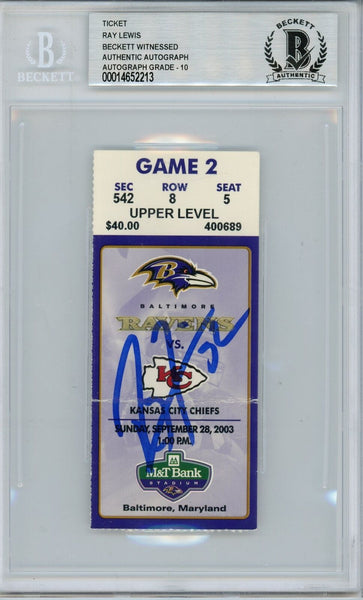 TICKET
RAY LEWIS
BECKETT WITNESSED
AUTHENTIC AUTOGRAPH
AUTOGRAPH GRADE - 10
00014652213
B
BECKETT
BECKETT
B
AUTHENTIC
GAME 2
SEC ROW SEAT
542 8 5
UPPER LEVEL
$40.00 400689
B
BALTIMORE
RAVENS
VS.
KC
KANSAS CITY CHIEFS
SUNDAY, SEPTEMBER 28, 2003
1:00 P.M.
M&T Bank
STADIUM
Baltimore, Maryland
52